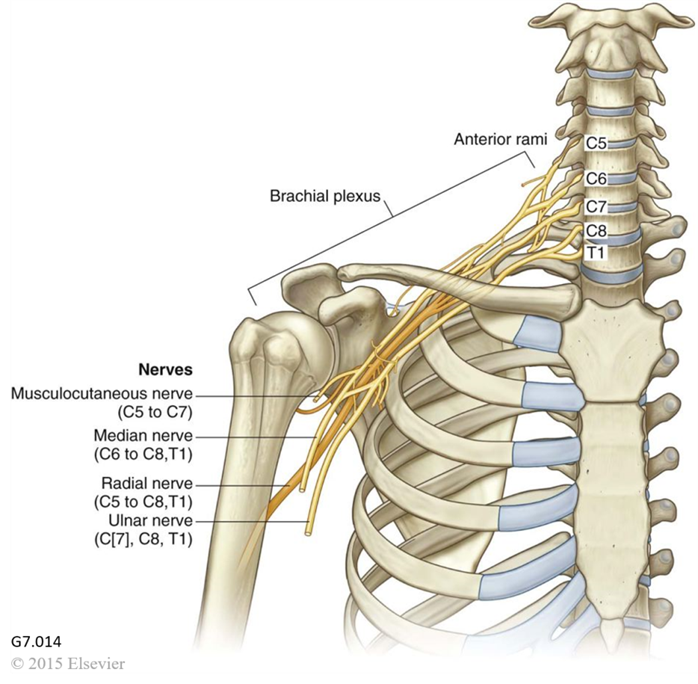 Anterior rami
C5
C6
C7
C8
T1
Brachial plexus
Nerves
Musculocutaneous nerve
(C5 to C7)
Median nerve
(C6 to C8,T1)
Radial nerve
(C5 to C8,T1)
Ulnar nerve
(C[7], C8, T1)
G7.014
© 2015 Elsevier